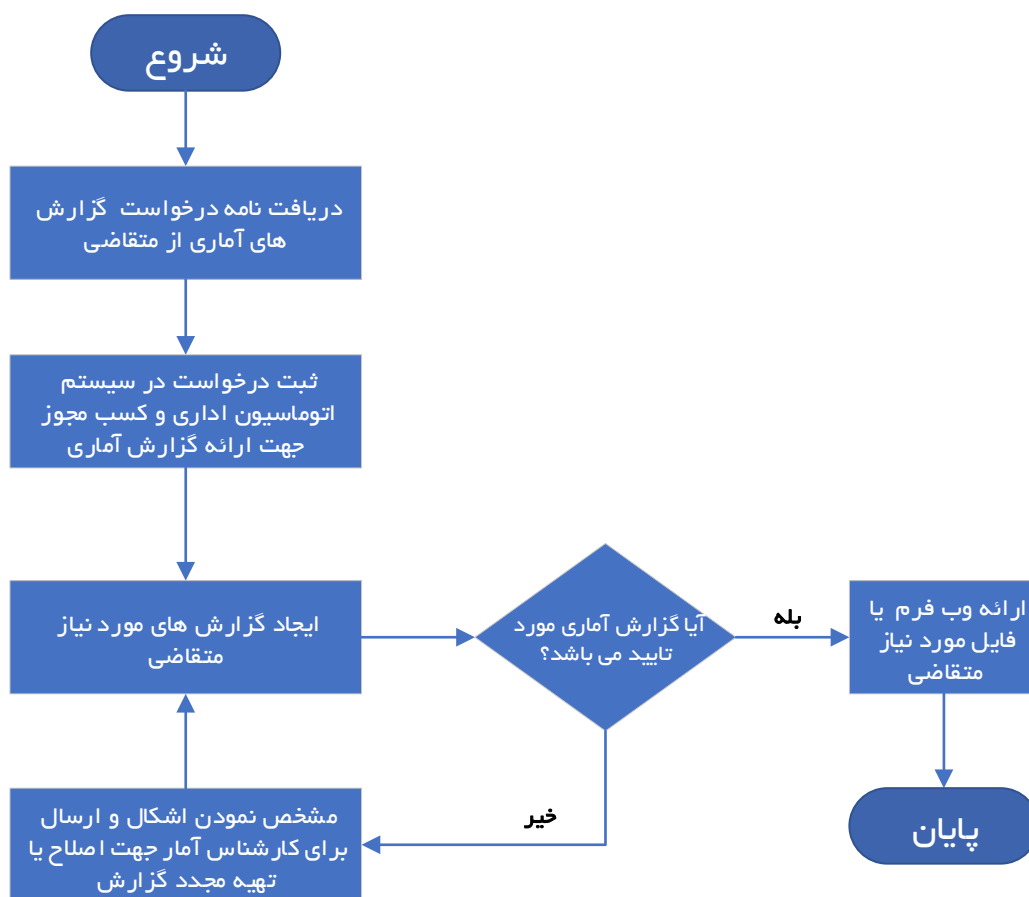 شروع
دریافت نامه درخواست گزارش
های آماری از متقاضی
ثبت درخواست در سیستم
اتوماسیون اداری و کسب مجوز
جهت ارائه گزارش آماری
ایجاد گزارش های مورد نیاز
متقاضی
آیا گزارش آماری مورد
تایید می باشد؟
بله
ارائه وب فرم یا
فایل مورد نیاز
متقاضی
خیر
مشخص نمودن اشکال و ارسال
برای کارشناس آمار جهت اصلاح یا
تهیه مجدد گزارش
پایان